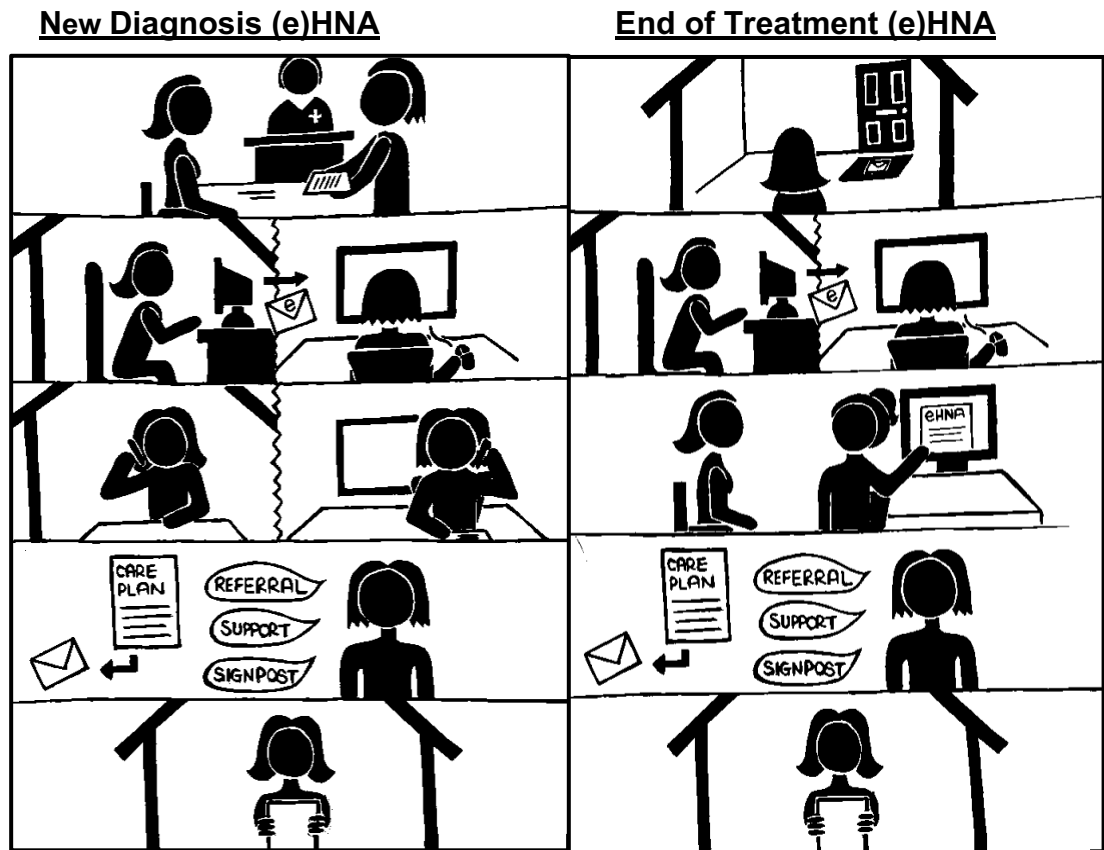 New Diagnosis (e)HNA
e
CARE
PLAN
REFERRAL
SUPPORT
SIGNPOST
End of Treatment (e)HNA
e
eHNA
CARE
PLAN
REFERRAL
SUPPORT
SIGNPOST